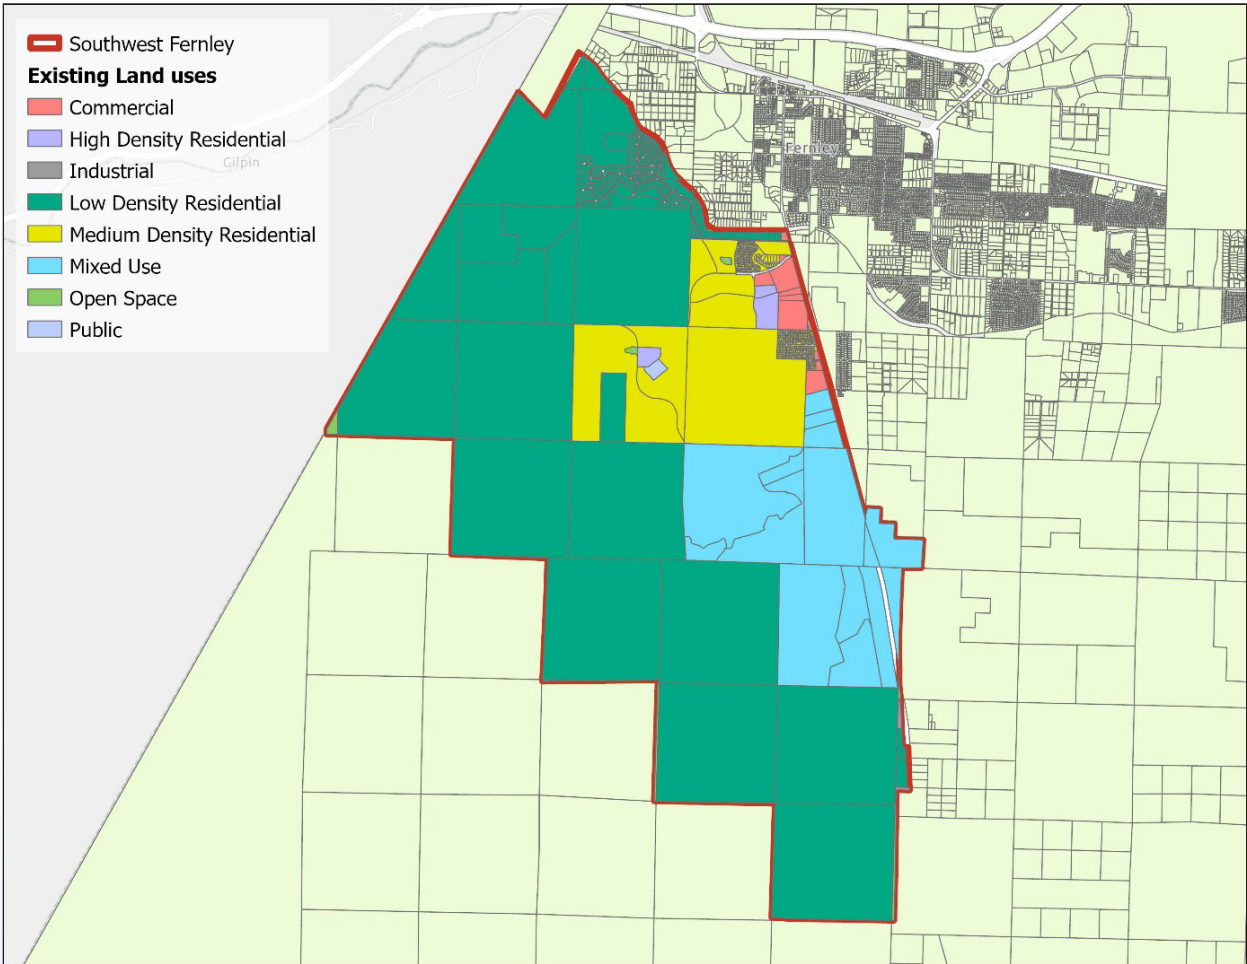 Southwest Fernley
Existing Land uses
Commercial
High Density Residential
Industrial
Low Density Residential
Medium Density Residential
Mixed Use
Open Space
Public
Gilpin
Fernley